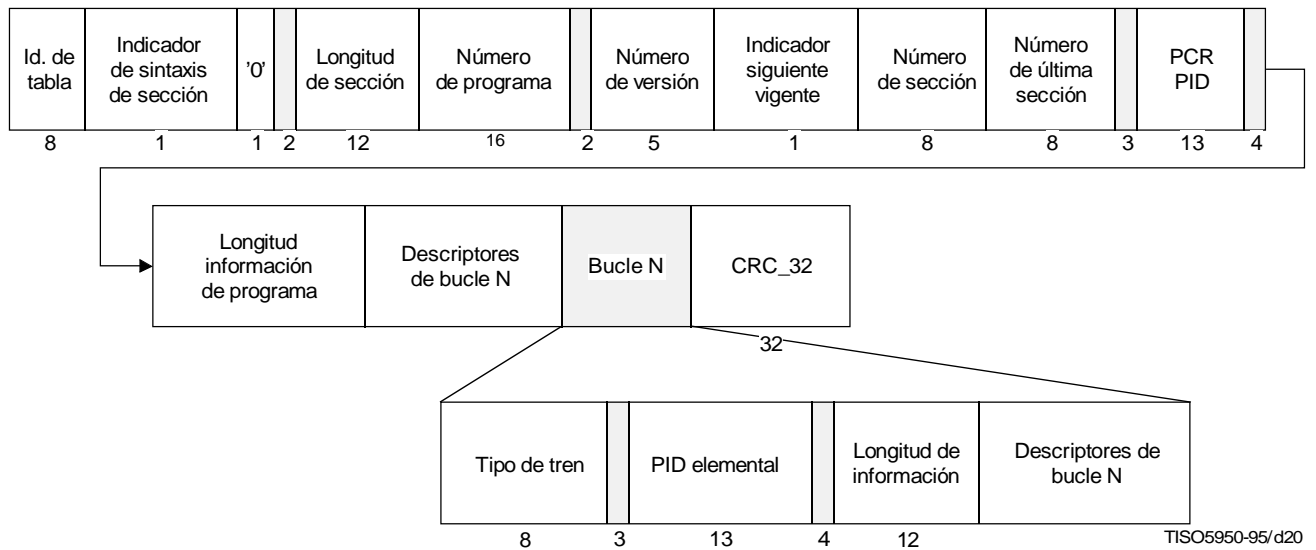 Id. de
tabla
Indicador
de sintaxis
de sección
'0'
Longitud
de sección
Número
de programa
Número
de versión
Indicador
siguiente
vigente
Número
de sección
Número
de última
sección
PCR
PID
8 1 1 2 12 16 2 5 1 8 8 3 13 4
Longitud
información
de programa
Descriptores
de bucle N
Bucle N
CRC_32
32
Tipo de tren
PID elemental
Longitud de
información
Descriptores de
bucle N
8 3 13 4 12
TISO5950-95/d20